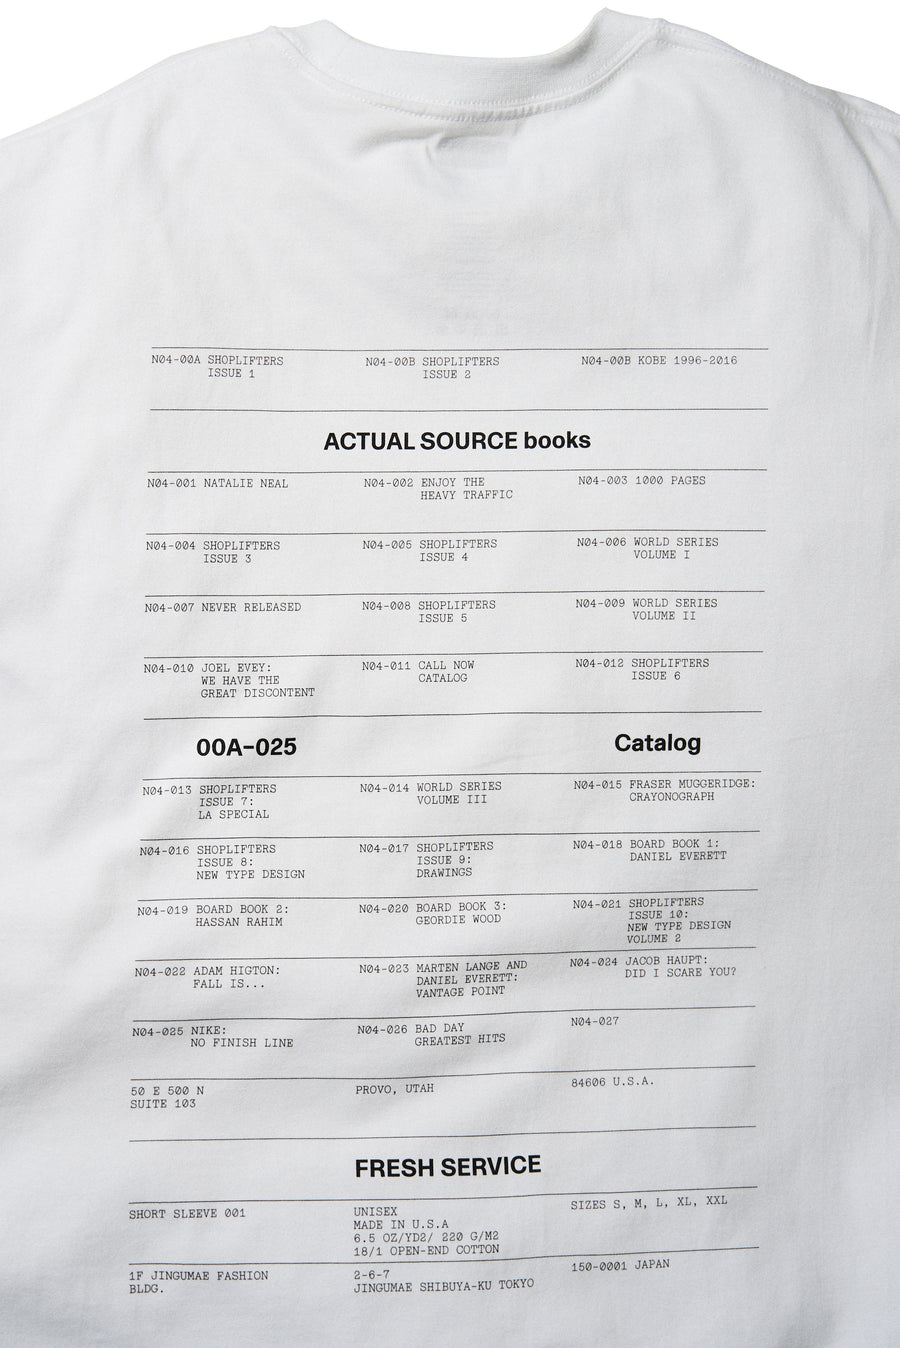 N04-00A SHOPLIFTERS
ISSUE 1
N04-00B SHOPLIFTERS
ISSUE 2
N04-00B KOBE 1996-2016
ACTUAL SOURCE books
N04-001 NATALIE NEAL
N04-002 ENJOY THE
HEAVY TRAFFIC
N04-003 1000 PAGES
N04-004 SHOPLIFTERS
ISSUE 3
N04-005 SHOPLIFTERS
ISSUE 4
N04-006 WORLD SERIES
VOLUME I
N04-007 NEVER RELEASED
N04-008 SHOPLIFTERS
ISSUE 5
N04-009 WORLD SERIES
VOLUME II
N04-010 JOEL EVEY:
WE HAVE THE
GREAT DISCONTENT
N04-011 CALL NOW
CATALOG
N04-012 SHOPLIFTERS
ISSUE 6
00A-025
Catalog
N04-013 SHOPLIFTERS
ISSUE 7:
LA SPECIAL
N04-014 WORLD SERIES
VOLUME III
N04-015 FRASER MUGGERIDGE:
CRAYONOGRAPH
N04-016 SHOPLIFTERS
ISSUE 8:
NEW TYPE DESIGN
N04-017 SHOPLIFTERS
ISSUE 9:
DRAWINGS
N04-018 BOARD BOOK 1:
DANIEL EVERETT
N04-019 BOARD BOOK 2:
HASSAN RAHIM
N04-020 BOARD BOOK 3:
GEORDIE WOOD
N04-021 SHOPLIFTERS
ISSUE 10:
NEW TYPE DESIGN
VOLUME 2
N04-022 ADAM HIGTON:
FALL IS...
N04-023 MARTEN LANGE AND
DANIEL EVERETT:
VANTAGE POINT
N04-024 JACOB HAUPT:
DID I SCARE YOU?
N04-025 NIKE:
NO FINISH LINE
N04-026 BAD DAY
GREATEST HITS
N04-027
50 E 500 N
SUITE 103
PROVO, UTAH
84606 U.S.A.
FRESH SERVICE
SHORT SLEEVE 001
UNISEX
MADE IN U.S.A
6.5 OZ/YD2/ 220 G/M2
18/1 OPEN-END COTTON
SIZES S, M, L, XL, XXL
1F JINGUMAE FASHION
BLDG.
2-6-7
JINGUMAE SHIBUYA-KU TOKYO
150-0001 JAPAN